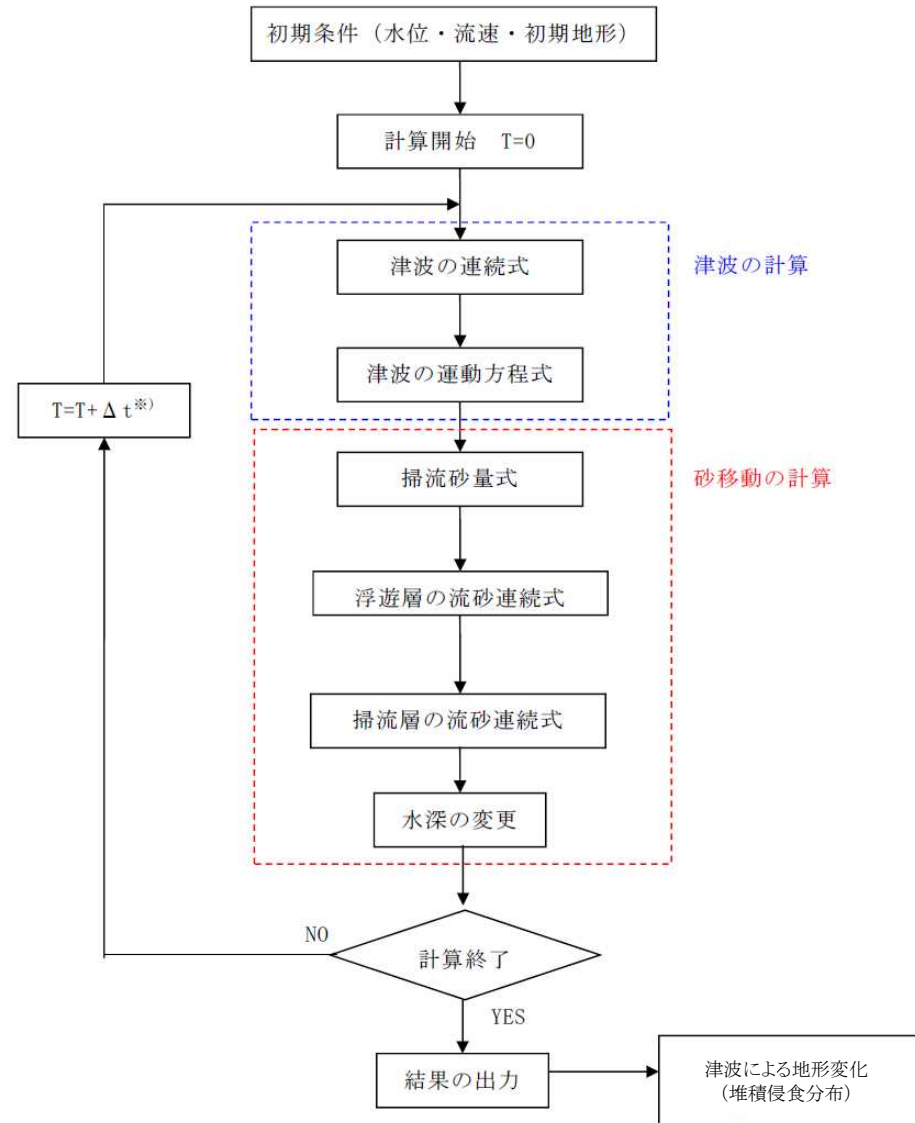 初期条件（水位・流速・初期地形）
計算開始　T=0
津波の連続式
津波の計算
津波の運動方程式
T=T+Δt※)
掃流砂量式
砂移動の計算
浮遊層の流砂連続式
掃流層の流砂連続式
水深の変更
NO
計算終了
YES
結果の出力
津波による地形変化
(堆積侵食分布)